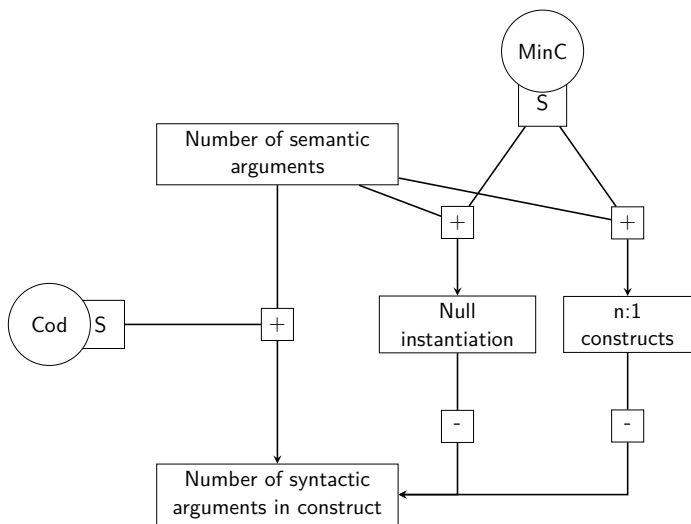 MinC
S
Number of semantic
arguments
+
+
Null
instantiation
n:1
constructs
Cod
S
+
-
-
Number of syntactic
arguments in construct